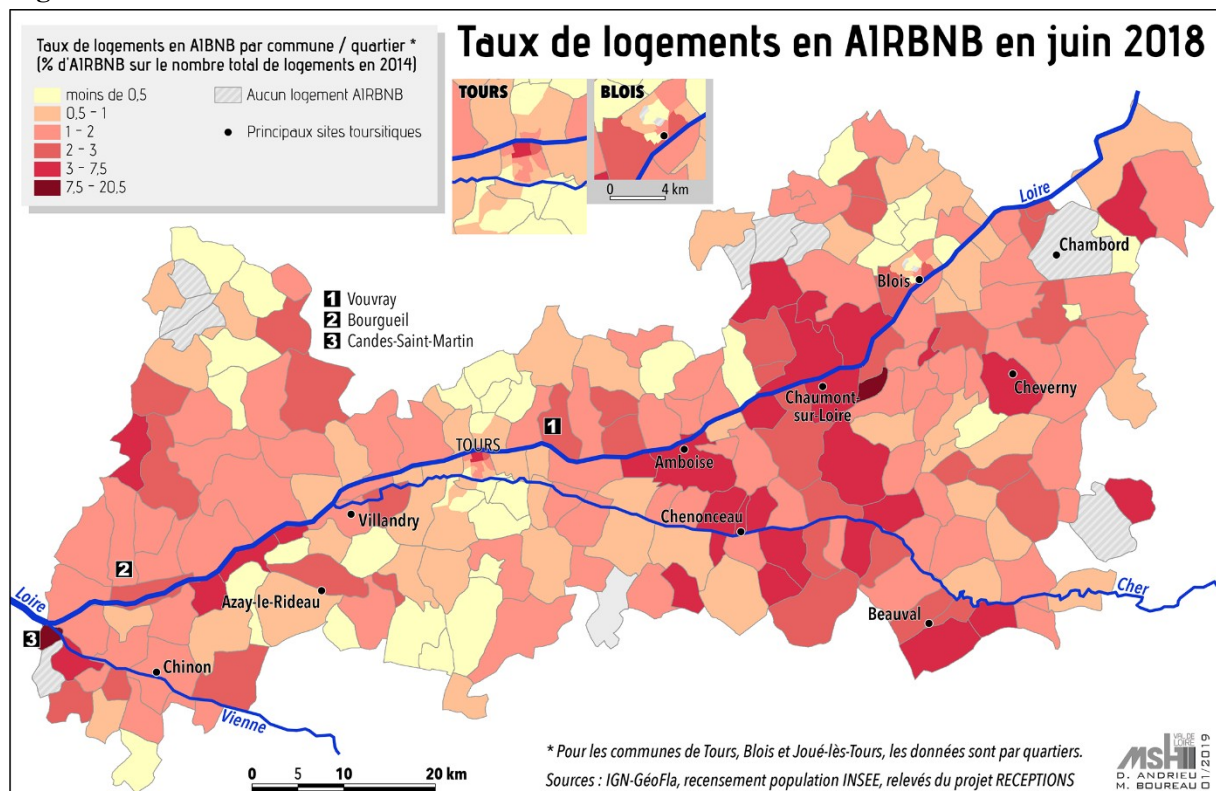 Taux de logements en AIRBNB en juin 2018
Taux de logements en AIBNB par commune / quartier *
(% d'AIRBNB sur le nombre total de logements en 2014)
moins de 0,5
0,5 - 1
1 - 2
2 - 3
3 - 7,5
7,5 - 20,5
Aucun logement AIRBNB
Principaux sites toursitiques
TOURS
BLOIS
0 4 km
1 Vouvray
2 Bourgueil
3 Candes-Saint-Martin
Loire
Chambord
Blois
Cheverny
Chaumont-
sur-Loire
1
TOURS
Amboise
Villandry
Chenonceau
2
Azay-le-Rideau
Cher
Loire
Beauval
3
Chinon
Vienne
0 5 10 20 km
* Pour les communes de Tours, Blois et Joué-lès-Tours, les données sont par quartiers.
Sources : IGN-GéoFla, recensement population INSEE, relevés du projet RECEPTIONS
MSH
VAL DE
LOIRE
D. ANDRIEU
M. BOUREAU
01/2019